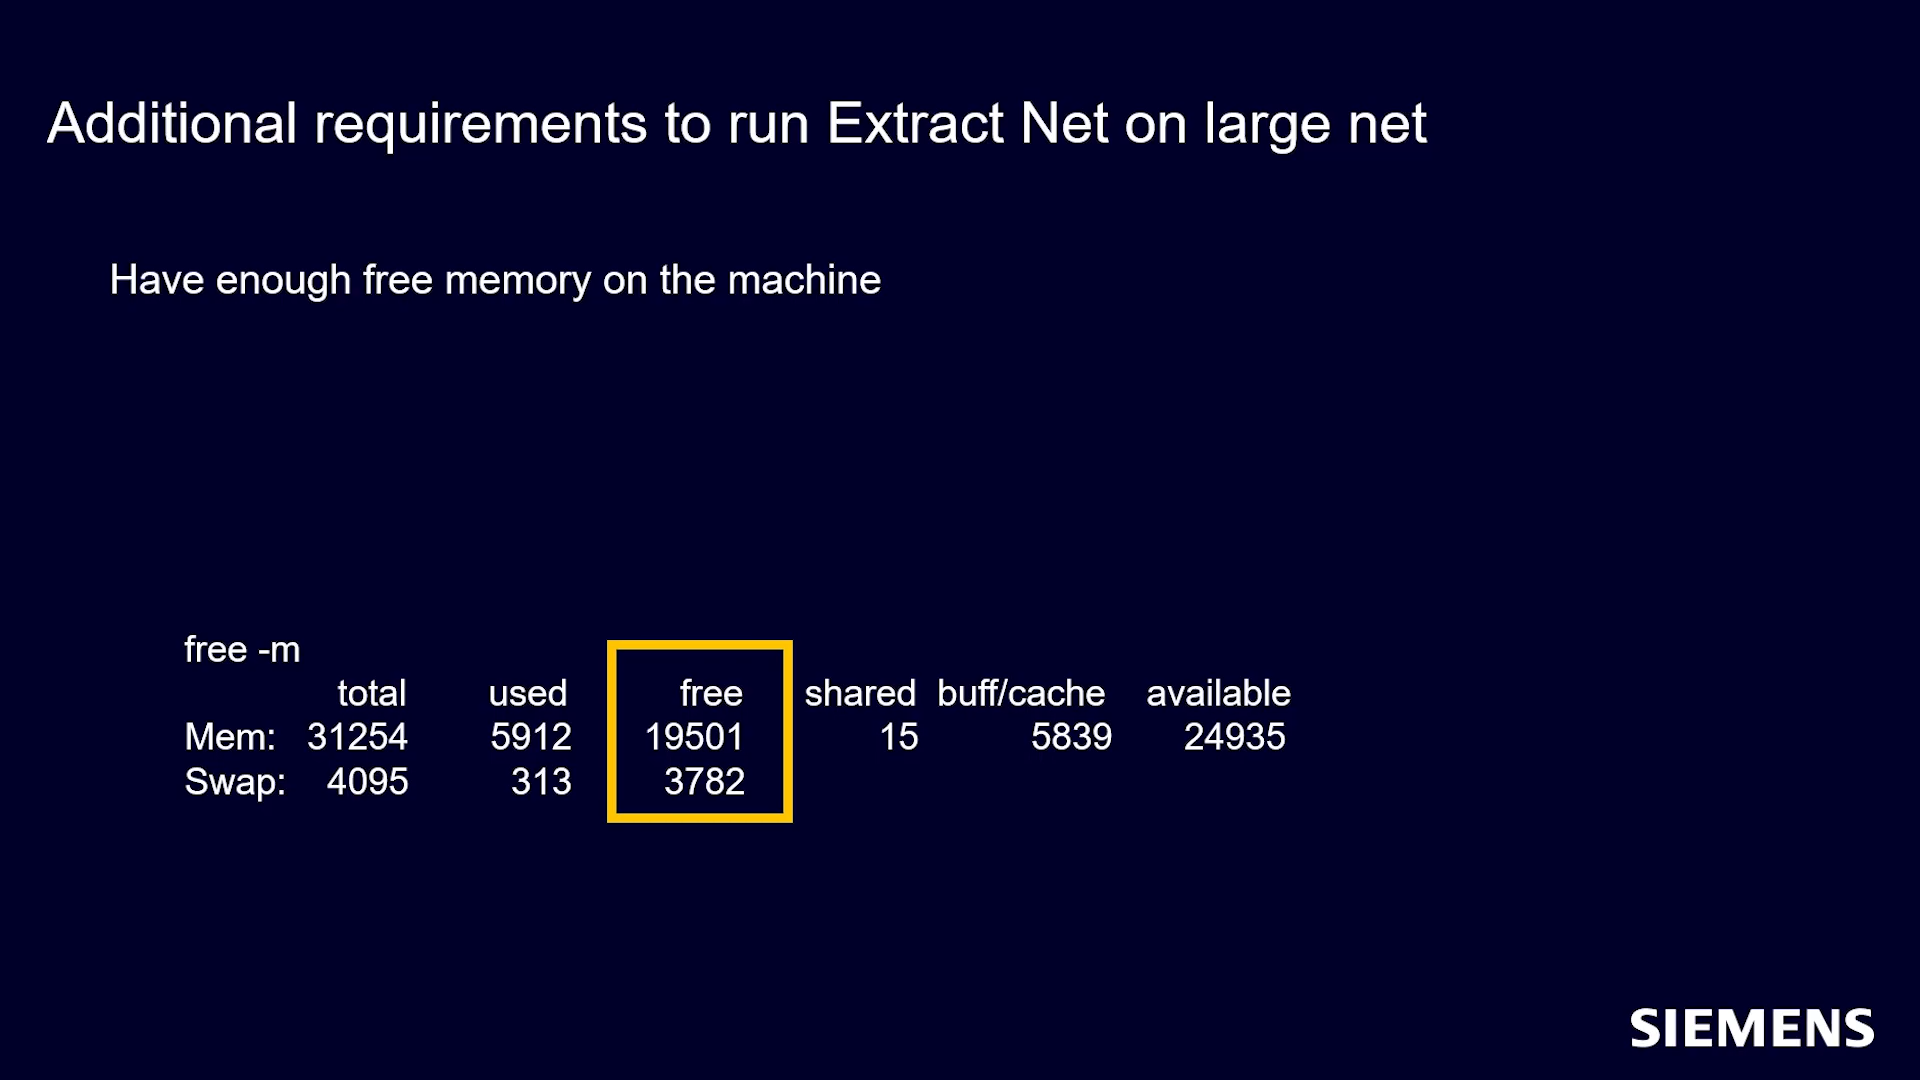 Additional requirements to run Extract Net on large net
Have enough free memory on the machine
free -m
total used free shared buff/cache available
Mem: 31254 5912 19501 15 5839 24935
Swap: 4095 313 3782
SIEMENS